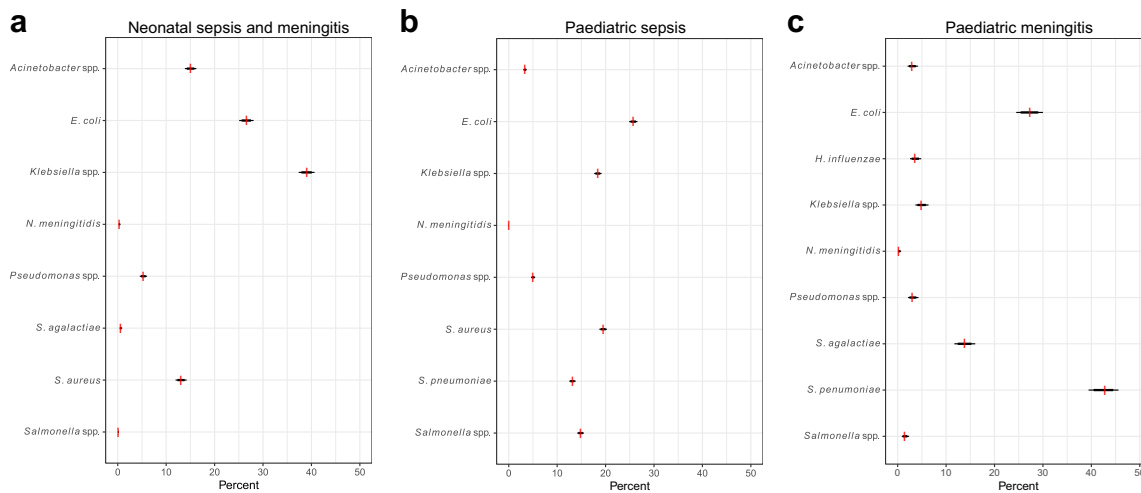 a
Neonatal sepsis and meningitis
Acinetobacter spp.
E. coli
Klebsiella spp.
N. meningitidis
Pseudomonas spp.
S. agalactiae
S. aureus
Salmonella spp.
0 10 20 30 40 50
Percent
b
Paediatric sepsis
Acinetobacter spp.
E. coli
Klebsiella spp.
N. meningitidis
Pseudomonas spp.
S. aureus
S. pneumoniae
Salmonella spp.
0 10 20 30 40 50
Percent
c
Paediatric meningitis
Acinetobacter spp.
E. coli
H. influenzae
Klebsiella spp.
N. meningitidis
Pseudomonas spp.
S. agalactiae
S. penumoniae
Salmonella spp.
0 10 20 30 40 50
Percent